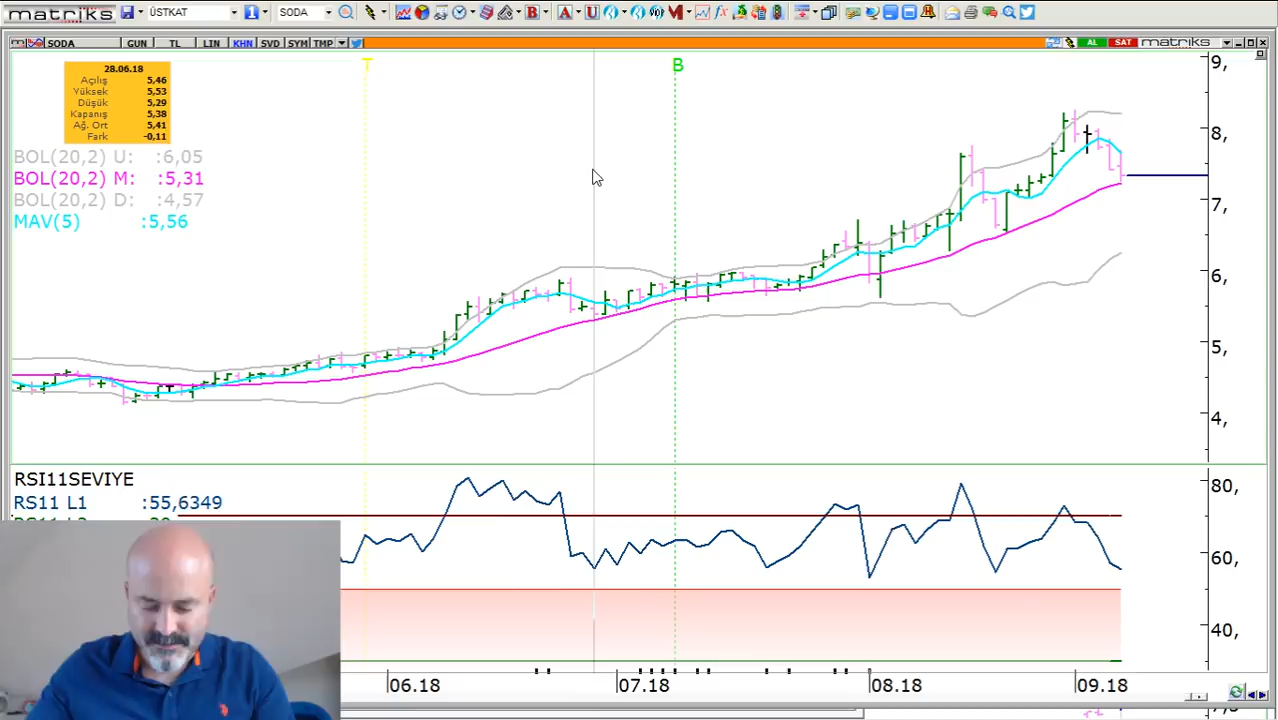 matriks ÜSTKAT SODA
SODA GUN TL LIN KHN SVD SYM TMP AL SAT matriks
T B
28.06.18
Açılış 5,46
Yüksek 5,53
Düşük 5,29
Kapanış 5,38
Ağ. Ort 5,41
Fark -0,11
BOL(20,2) U: :6,05
BOL(20,2) M: :5,31
BOL(20,2) D: :4,57
MAV(5) :5,56
9,
8,
7,
6,
5,
4,
RSI11SEVIYE
RS11 L1 :55,6349
80,
60,
40,
06.18 07.18 08.18 09.18